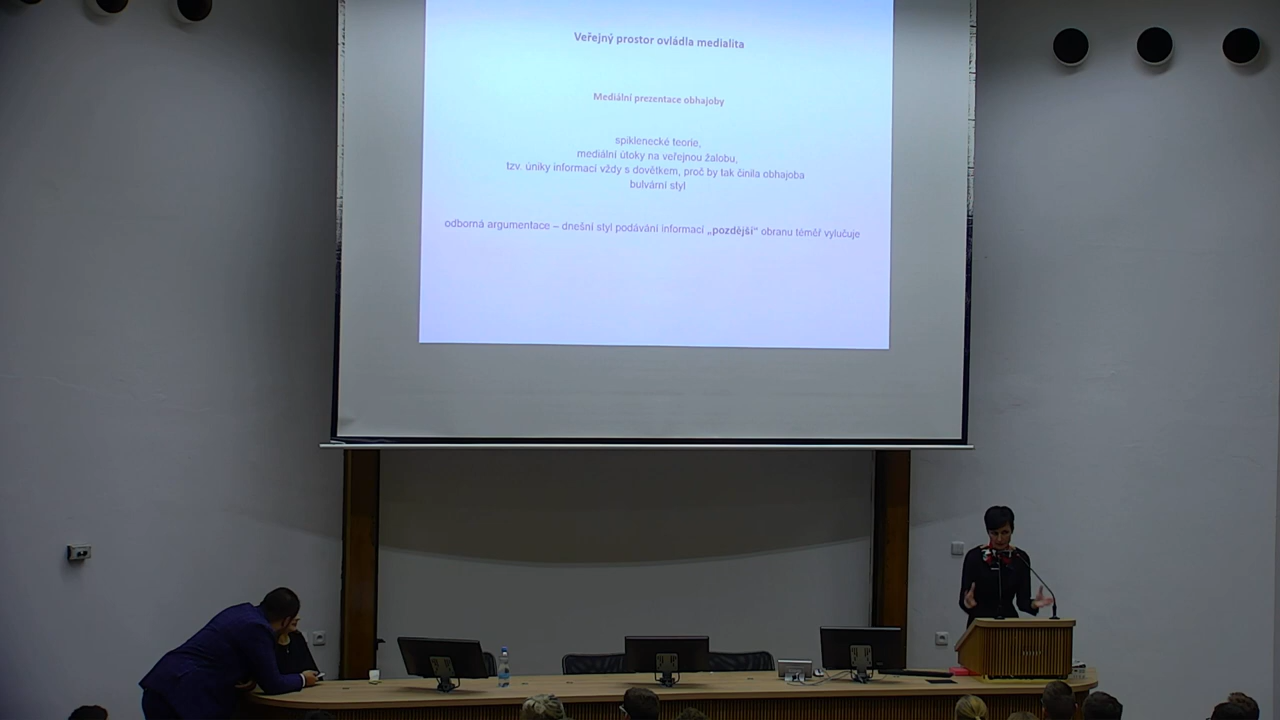 Veřejný prostor ovládla medialita
Mediální prezentace obhajoby
spiklenecké teorie,
mediální útoky na veřejnou žalobu,
tzv. úniky informací vždy s dovětkem, proč by tak činila obhajoba
bulvární styl
odborná argumentace – dnešní styl podávání informací „pozdější“ obranu téměř vylučuje